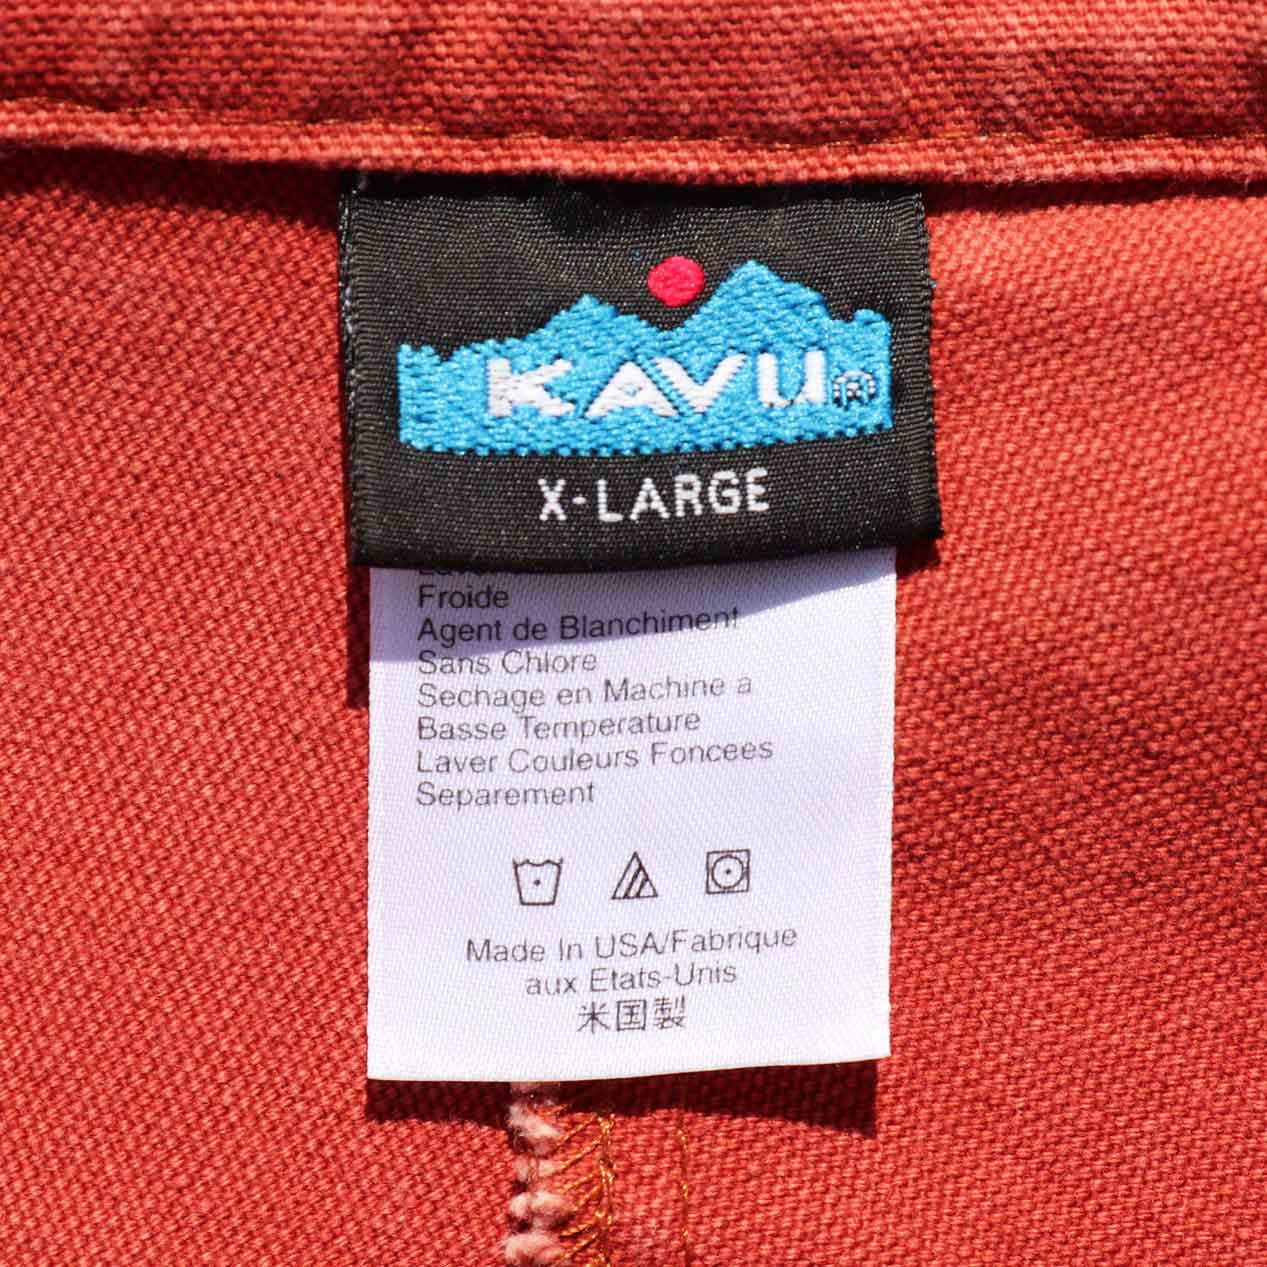 KAVU®
X-LARGE
Froide
Agent de Blanchiment
Sans Chlore
Sechage en Machine a
Basse Temperature
Laver Couleurs Foncees
Separement
Made In USA/Fabrique
aux Etats-Unis
米国製